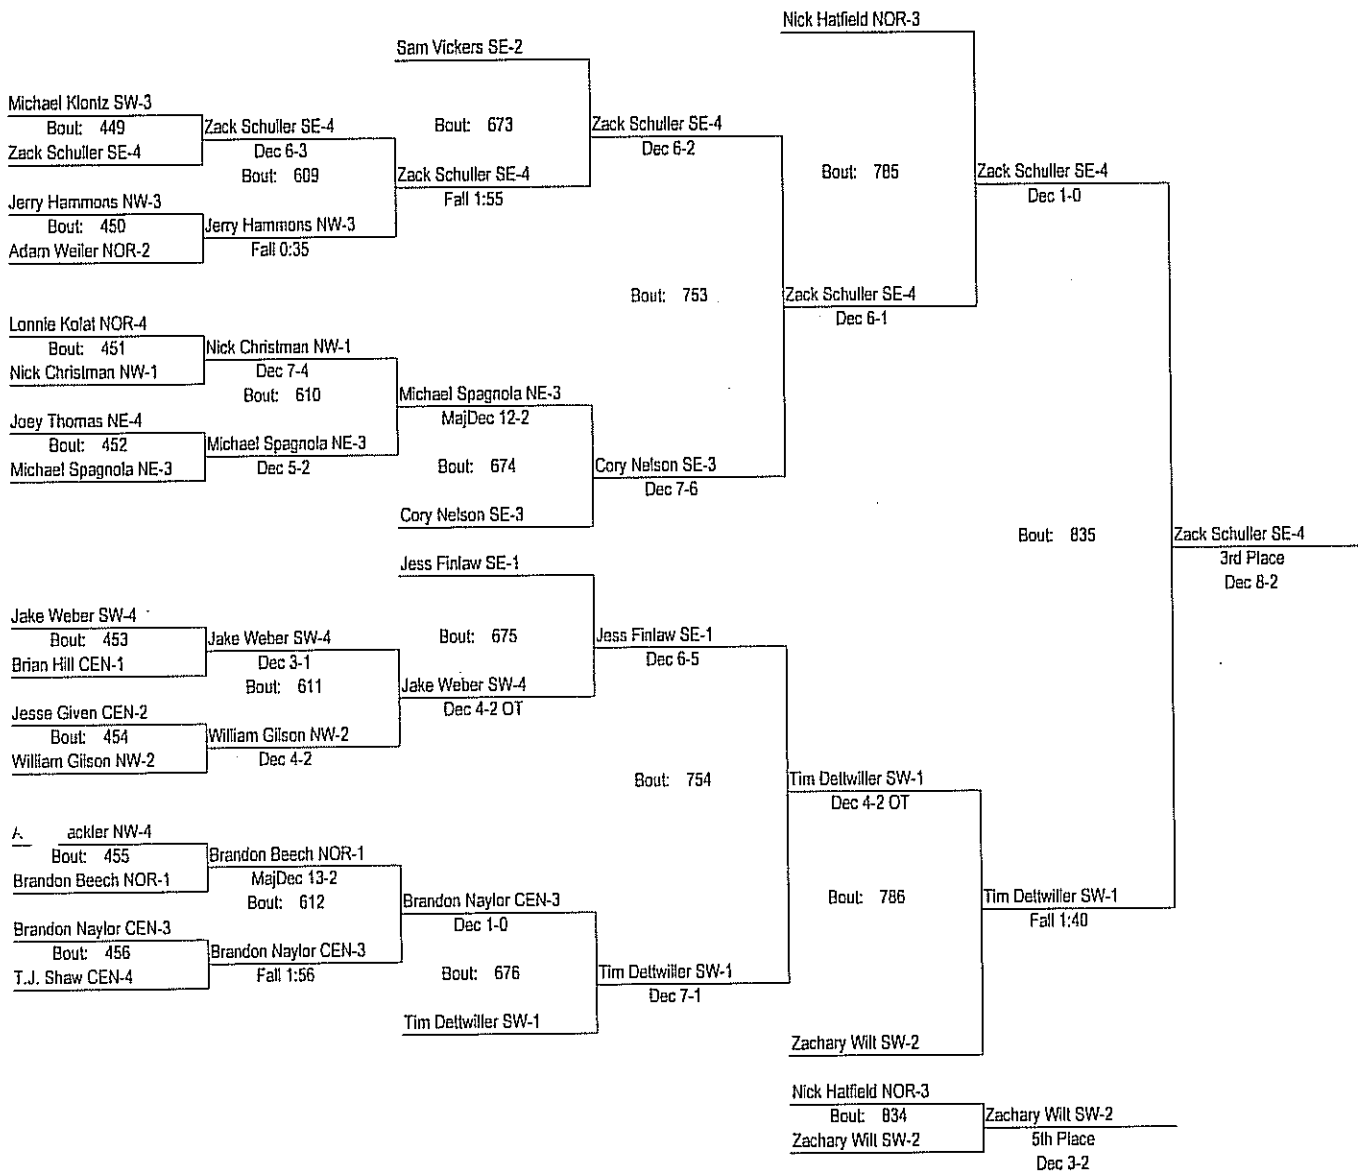 Nick Hatfield NOR-3
Sam Vickers SE-2
Michael Klontz SW-3
Bout: 449
Zack Schuller SE-4
Zack Schuller SE-4
Dec 6-3
Bout: 609
Jerry Hammons NW-3
Bout: 450
Adam Weiler NOR-2
Jerry Hammons NW-3
Fall 0:35
Zack Schuller SE-4
Fall 1:55
Bout: 673
Zack Schuller SE-4
Dec 6-2
Lonnie Kolat NOR-4
Bout: 451
Nick Christman NW-1
Nick Christman NW-1
Dec 7-4
Bout: 610
Joey Thomas NE-4
Bout: 452
Michael Spagnola NE-3
Michael Spagnola NE-3
Dec 5-2
Michael Spagnola NE-3
MajDec 12-2
Bout: 674
Cory Nelson SE-3
Cory Nelson SE-3
Dec 7-6
Bout: 753
Zack Schuller SE-4
Dec 6-1
Bout: 785
Zack Schuller SE-4
Dec 1-0
Bout: 835
Zack Schuller SE-4
3rd Place
Dec 8-2
Jess Finlaw SE-1
Jake Weber SW-4
Bout: 453
Brian Hill CEN-1
Jake Weber SW-4
Dec 3-1
Bout: 611
Jesse Given CEN-2
Bout: 454
William Gilson NW-2
William Gilson NW-2
Dec 4-2
Jake Weber SW-4
Dec 4-2 OT
Bout: 675
Jess Finlaw SE-1
Dec 6-5
ackler NW-4
Bout: 455
Brandon Beech NOR-1
Brandon Beech NOR-1
MajDec 13-2
Bout: 612
Brandon Naylor CEN-3
Bout: 456
T.J. Shaw CEN-4
Brandon Naylor CEN-3
Fall 1:56
Brandon Naylor CEN-3
Dec 1-0
Bout: 676
Tim Dettwiller SW-1
Tim Dettwiller SW-1
Dec 7-1
Bout: 754
Tim Dettwiller SW-1
Dec 4-2 OT
Bout: 786
Zachary Wilt SW-2
Tim Dettwiller SW-1
Fall 1:40
Nick Hatfield NOR-3
Bout: 834
Zachary Wilt SW-2
Zachary Wilt SW-2
5th Place
Dec 3-2